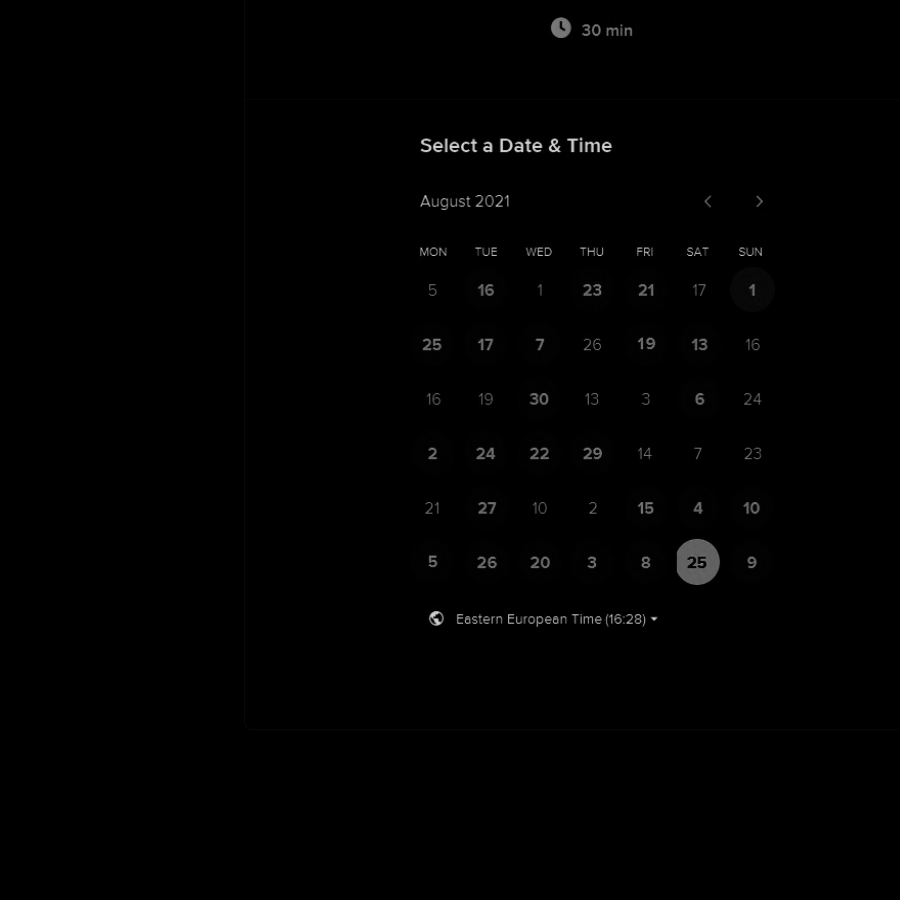 30 min
Select a Date & Time
August 2021
MON TUE WED THU FRI SAT SUN
5 16 1 23 21 17 1
25 17 7 26 19 13 16
16 19 30 13 3 6 24
2 24 22 29 14 7 23
21 27 10 2 15 4 10
5 26 20 3 8 25 9
Eastern European Time (16:28)